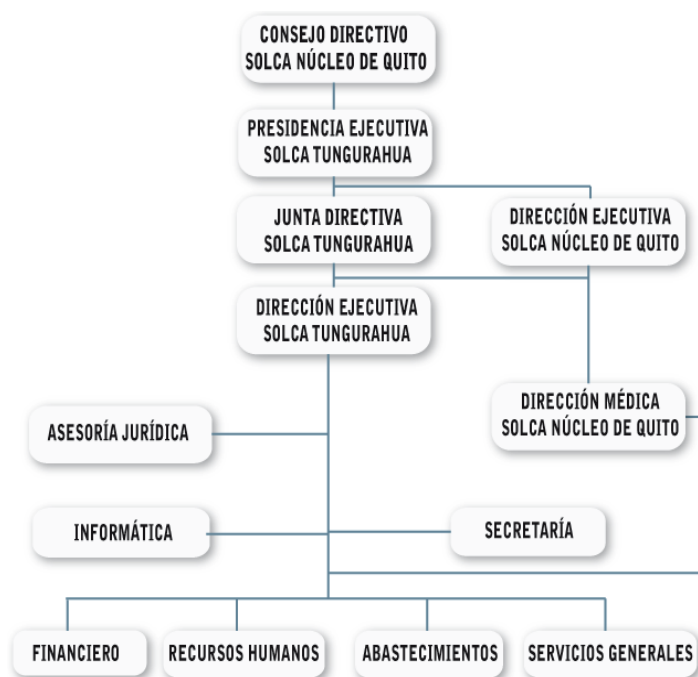 CONSEJO DIRECTIVO
SOLCA NÚCLEO DE QUITO
PRESIDENCIA EJECUTIVA
SOLCA TUNGURAHUA
JUNTA DIRECTIVA
SOLCA TUNGURAHUA
DIRECCIÓN EJECUTIVA
SOLCA NÚCLEO DE QUITO
DIRECCIÓN EJECUTIVA
SOLCA TUNGURAHUA
DIRECCIÓN MÉDICA
SOLCA NÚCLEO DE QUITO
ASESORÍA JURÍDICA
INFORMÁTICA
SECRETARÍA
FINANCIERO
RECURSOS HUMANOS
ABASTECIMIENTOS
SERVICIOS GENERALES